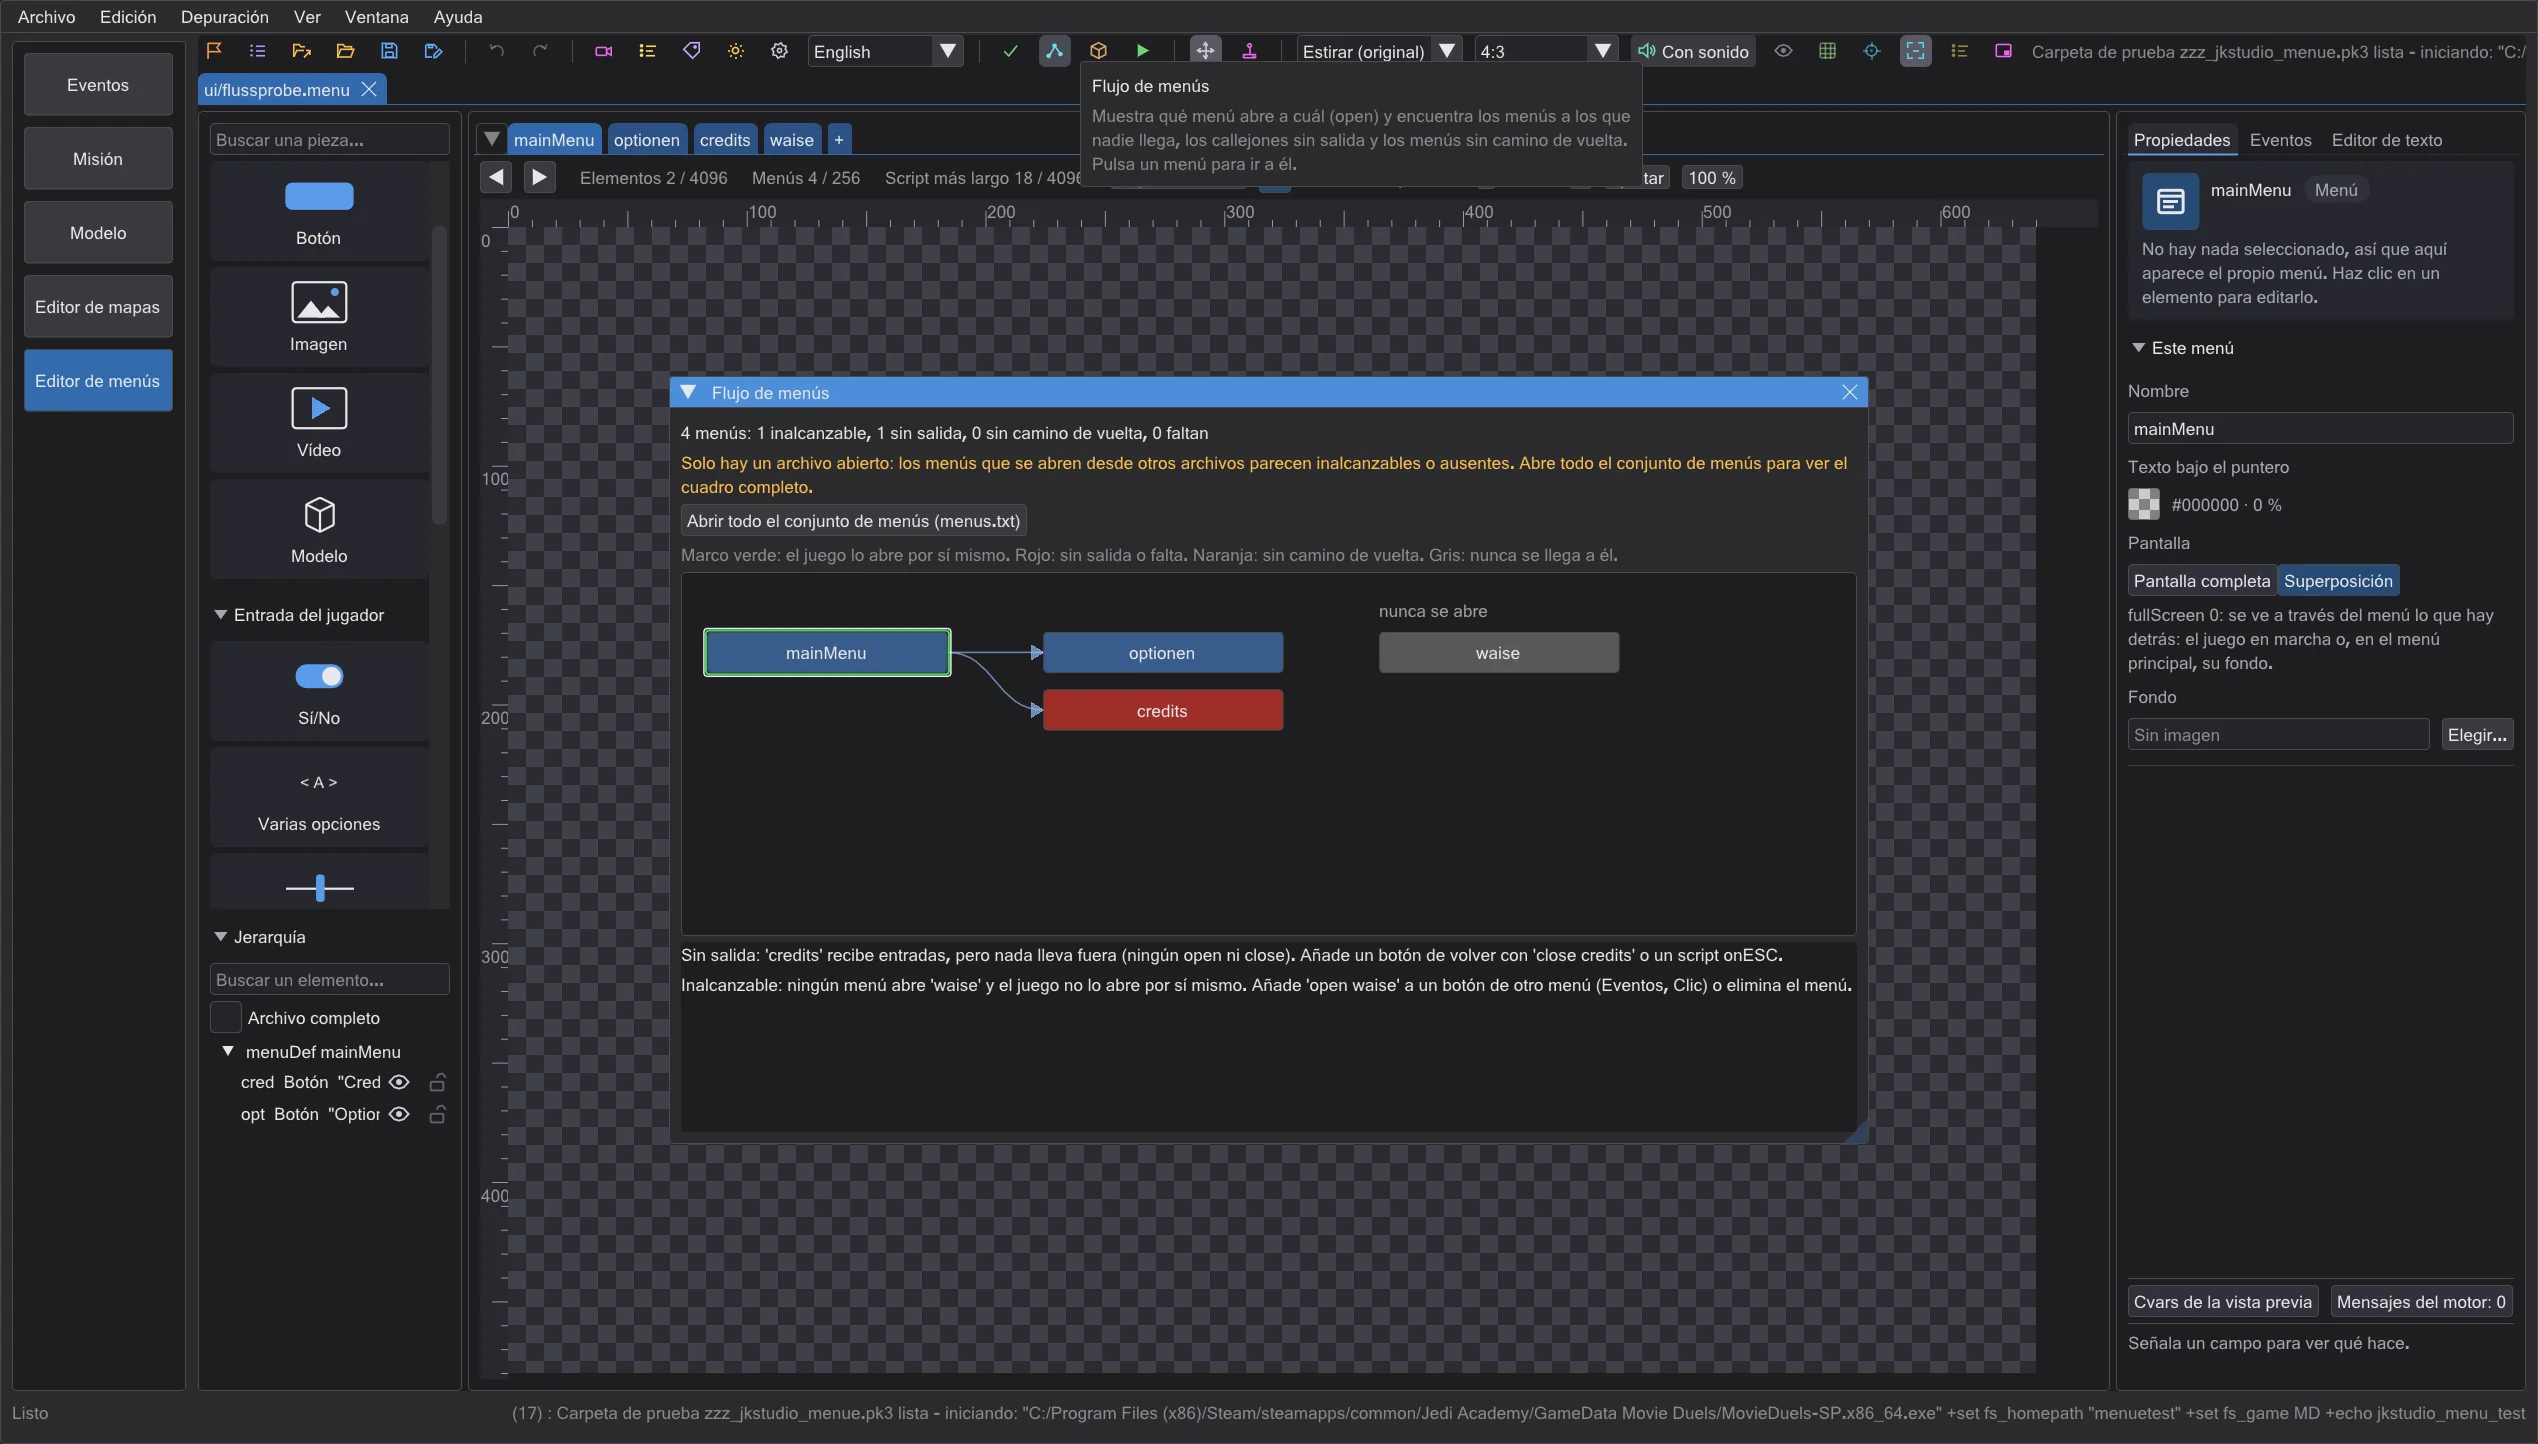 Archivo Edición Depuración Ver Ventana Ayuda
English
Estirar (original)
4:3
Con sonido
Carpeta de prueba zzz_jkstudio_menue.pk3 lista - iniciando: "C:/
Eventos
Misión
Modelo
Editor de mapas
Editor de menús
ui/flussprobe.menu
Flujo de menús
Muestra qué menú abre a cuál (open) y encuentra los menús a los que
nadie llega, los callejones sin salida y los menús sin camino de vuelta.
Pulsa un menú para ir a él.
Buscar una pieza...
Botón
Imagen
Vídeo
Modelo
Entrada del jugador
Sí/No
< A >
Varias opciones
Jerarquía
Buscar un elemento...
Archivo completo
menuDef mainMenu
cred Botón "Cred
opt Botón "Option
mainMenu optionen credits waise +
Elementos 2 / 4096 Menús 4 / 256 Script más largo 18 / 4096
tar 100 %
0 100 200 300 400 500 600
0
100
200
300
400
Flujo de menús
4 menús: 1 inalcanzable, 1 sin salida, 0 sin camino de vuelta, 0 faltan
Solo hay un archivo abierto: los menús que se abren desde otros archivos parecen inalcanzables o ausentes. Abre todo el conjunto de menús para ver el
cuadro completo.
Abrir todo el conjunto de menús (menus.txt)
Marco verde: el juego lo abre por sí mismo. Rojo: sin salida o falta. Naranja: sin camino de vuelta. Gris: nunca se llega a él.
nunca se abre
mainMenu optionen waise
credits
Sin salida: 'credits' recibe entradas, pero nada lleva fuera (ningún open ni close). Añade un botón de volver con 'close credits' o un script onESC.
Inalcanzable: ningún menú abre 'waise' y el juego no lo abre por sí mismo. Añade 'open waise' a un botón de otro menú (Eventos, Clic) o elimina el menú.
Propiedades Eventos Editor de texto
mainMenu Menú
No hay nada seleccionado, así que aquí
aparece el propio menú. Haz clic en un
elemento para editarlo.
Este menú
Nombre
mainMenu
Texto bajo el puntero
#000000 · 0 %
Pantalla
Pantalla completa Superposición
fullScreen 0: se ve a través del menú lo que hay
detrás: el juego en marcha o, en el menú
principal, su fondo.
Fondo
Sin imagen Elegir...
Cvars de la vista previa Mensajes del motor: 0
Señala un campo para ver qué hace.
Listo
(17) : Carpeta de prueba zzz_jkstudio_menue.pk3 lista - iniciando: "C:/Program Files (x86)/Steam/steamapps/common/Jedi Academy/GameData Movie Duels/MovieDuels-SP.x86_64.exe" +set fs_homepath "menuetest" +set fs_game MD +echo jkstudio_menu_test